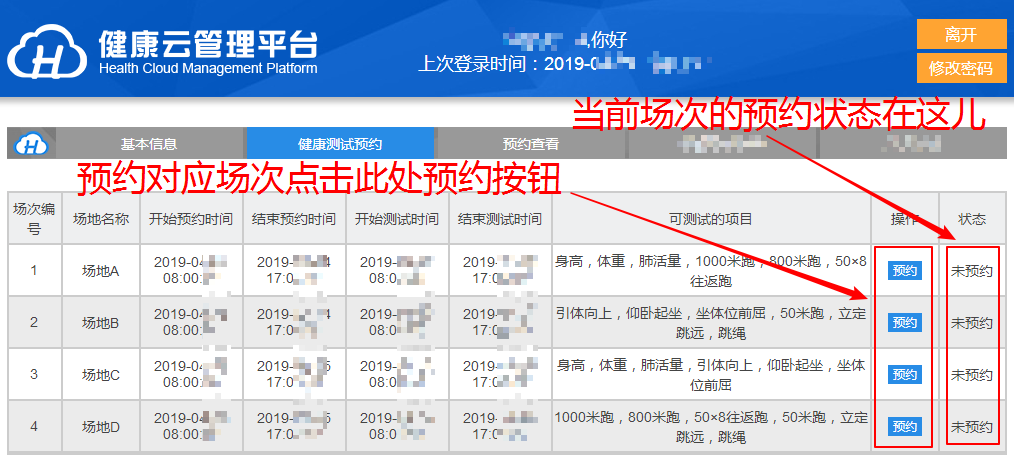 健康云管理平台
Health Cloud Management Platform
,你好
上次登录时间：2019-0
离开
修改密码
当前场次的预约状态在这儿
基本信息
健康测试预约
预约查看
预约对应场次点击此处预约按钮
场次编号
场地名称
开始预约时间
结束预约时间
开始测试时间
结束测试时间
可测试的项目
操作
状态
1
场地A
2019-04
08:00:
2019-
4
17:0
2019-
08:0
2019-
17:
身高，体重，肺活量，1000米跑，800米跑，50×8
往返跑
预约
未预约
2
场地B
2019-04
08:00:
2019-
17:0
2019-
08:0
2019-
17:
引体向上，仰卧起坐，坐体位前屈，50米跑，立定
跳远，跳绳
预约
未预约
3
场地C
2019-04
08:00:
2019-
17:0
2019-
08:0
2019-
17:
身高，体重，肺活量，引体向上，仰卧起坐，坐体
位前屈
预约
未预约
4
场地D
2019-04
08:00:
2019-
17:0
2019-
08:0
2019-
17:
1000米跑，800米跑，50×8往返跑，50米跑，立定
跳远，跳绳
预约
未预约